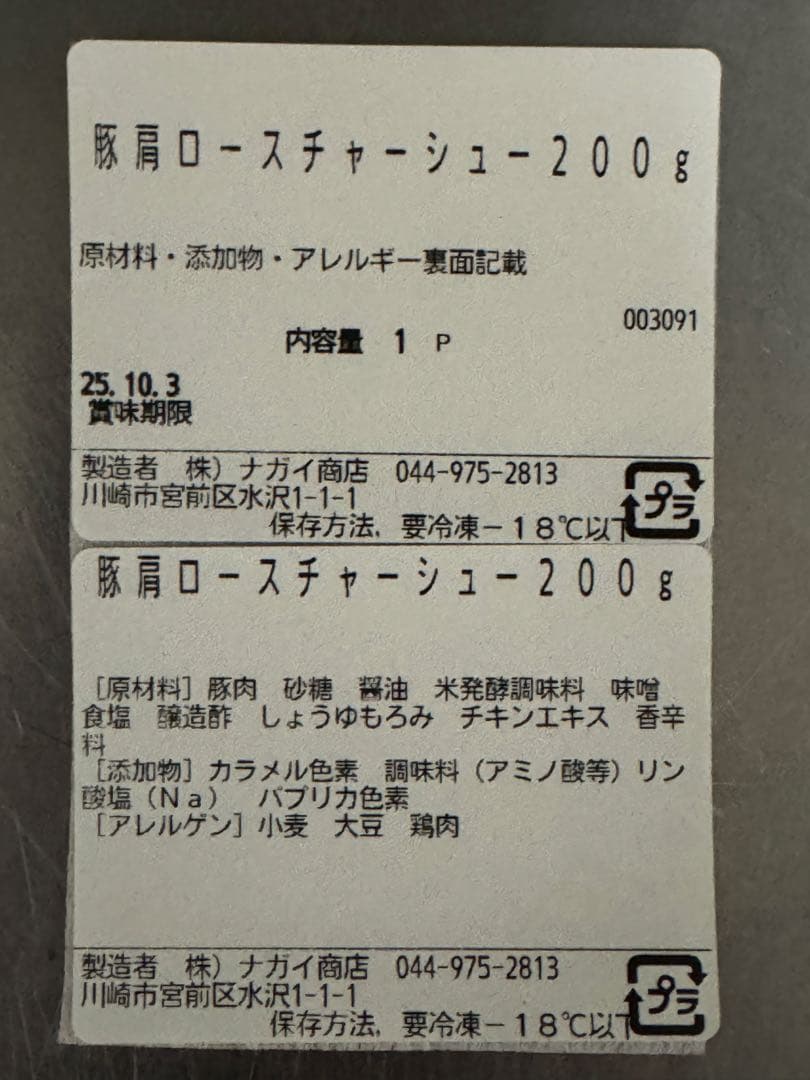 豚肩ロースチャーシュー200g
原材料・添加物・アレルギー裏面記載
003091
内容量 1 P
25.10.3
賞味期限
製造者 株）ナガイ商店 044-975-2813
川崎市宮前区水沢1-1-1
保存方法．要冷凍－18℃以下
プラ
豚肩ロースチャーシュー200g
［原材料］豚肉 砂糖 醤油 米発酵調味料 味噌
食塩 醸造酢 しょうゆもろみ チキンエキス 香辛
料
［添加物］カラメル色素 調味料（アミノ酸等）リン
酸塩（Na） パプリカ色素
［アレルゲン］小麦 大豆 鶏肉
製造者 株）ナガイ商店 044-975-2813
川崎市宮前区水沢1-1-1
保存方法．要冷凍－18℃以下
プラ